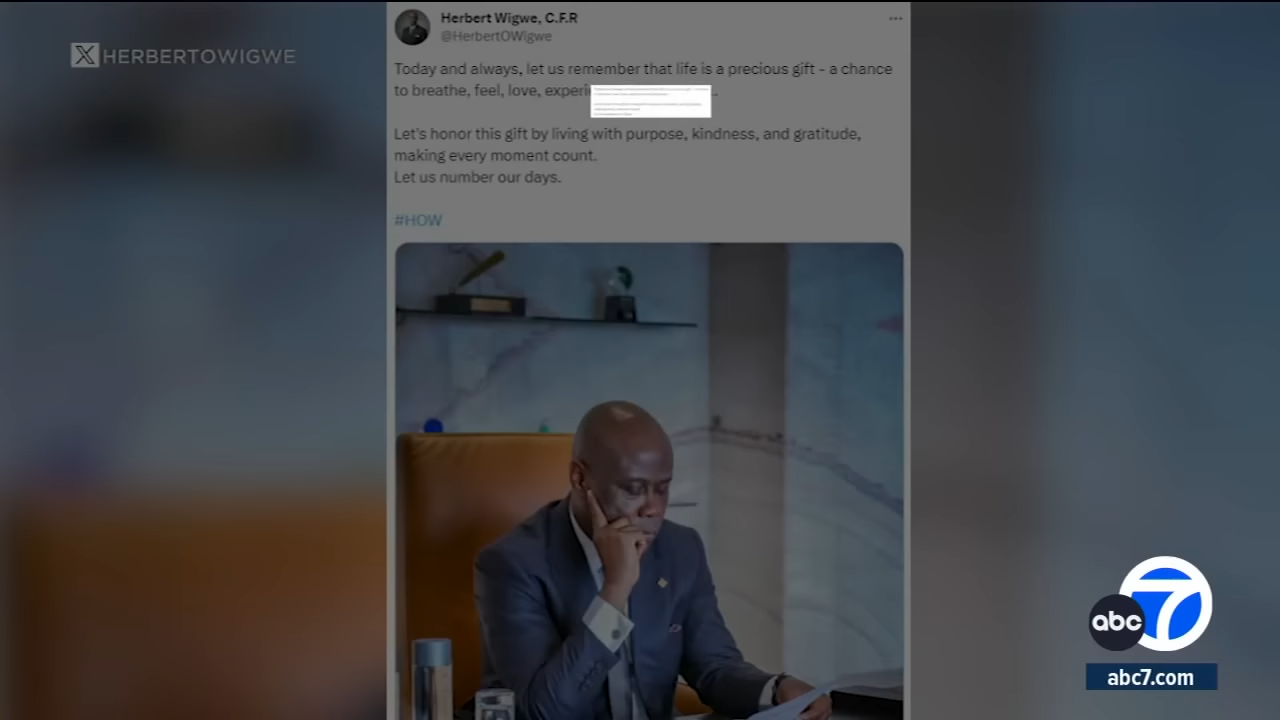 HERBERTOWIGWE
Herbert Wigwe, C.F.R
@HerbertOWigwe
Today and always, let us remember that life is a precious gift – a chance
to breathe, feel, love,
Let's honor this gift by living with purpose, kindness, and gratitude,
making every moment count.
Let us number our days.
#HOW
abc 7
abc7.com